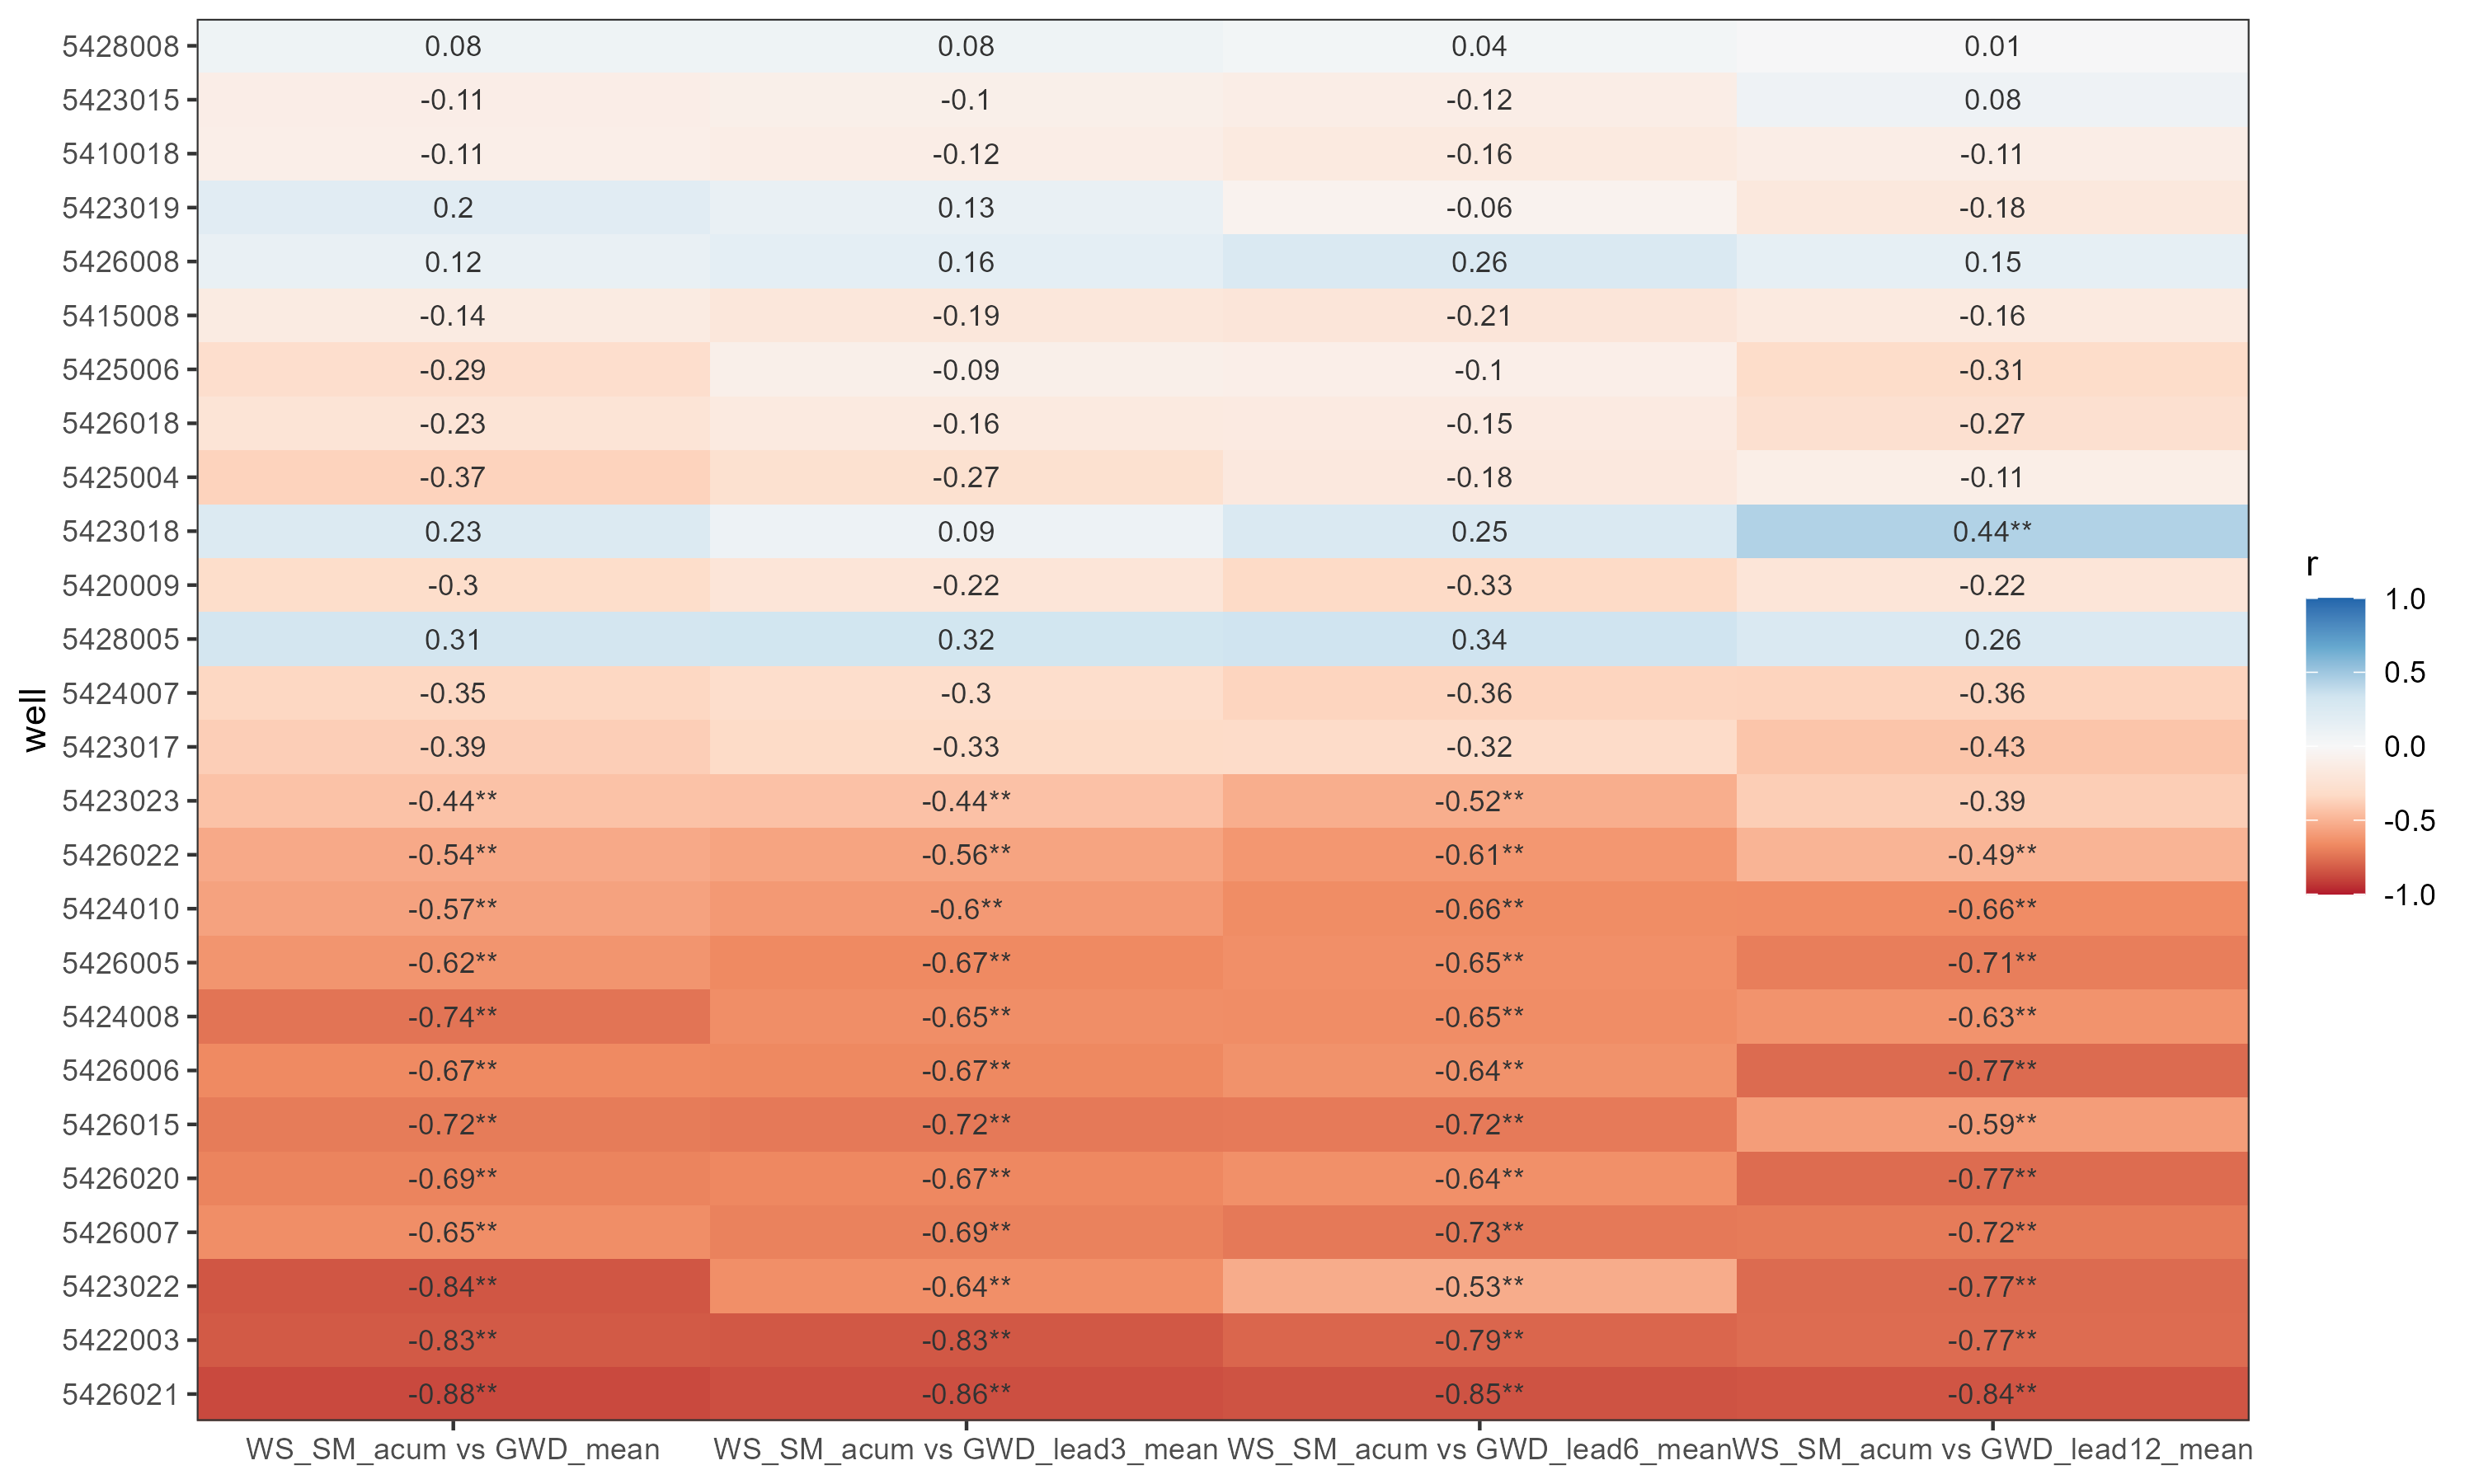 5428008 0.08 0.08 0.04 0.01
5423015 -0.11 -0.1 -0.12 0.08
5410018 -0.11 -0.12 -0.16 -0.11
5423019 0.2 0.13 -0.06 -0.18
5426008 0.12 0.16 0.26 0.15
5415008 -0.14 -0.19 -0.21 -0.16
5425006 -0.29 -0.09 -0.1 -0.31
5426018 -0.23 -0.16 -0.15 -0.27
5425004 -0.37 -0.27 -0.18 -0.11
5423018 0.23 0.09 0.25 0.44**
5420009 -0.3 -0.22 -0.33 -0.22
5428005 0.31 0.32 0.34 0.26
5424007 -0.35 -0.3 -0.36 -0.36
5423017 -0.39 -0.33 -0.32 -0.43
5423023 -0.44** -0.44** -0.52** -0.39
5426022 -0.54** -0.56** -0.61** -0.49**
5424010 -0.57** -0.6** -0.66** -0.66**
5426005 -0.62** -0.67** -0.65** -0.71**
5424008 -0.74** -0.65** -0.65** -0.63**
5426006 -0.67** -0.67** -0.64** -0.77**
5426015 -0.72** -0.72** -0.72** -0.59**
5426020 -0.69** -0.67** -0.64** -0.77**
5426007 -0.65** -0.69** -0.73** -0.72**
5423022 -0.84** -0.64** -0.53** -0.77**
5422003 -0.83** -0.83** -0.79** -0.77**
5426021 -0.88** -0.86** -0.85** -0.84**
WS_SM_acum vs GWD_mean WS_SM_acum vs GWD_lead3_mean WS_SM_acum vs GWD_lead6_mean WS_SM_acum vs GWD_lead12_mean
well
r
1.0
0.5
0.0
-0.5
-1.0